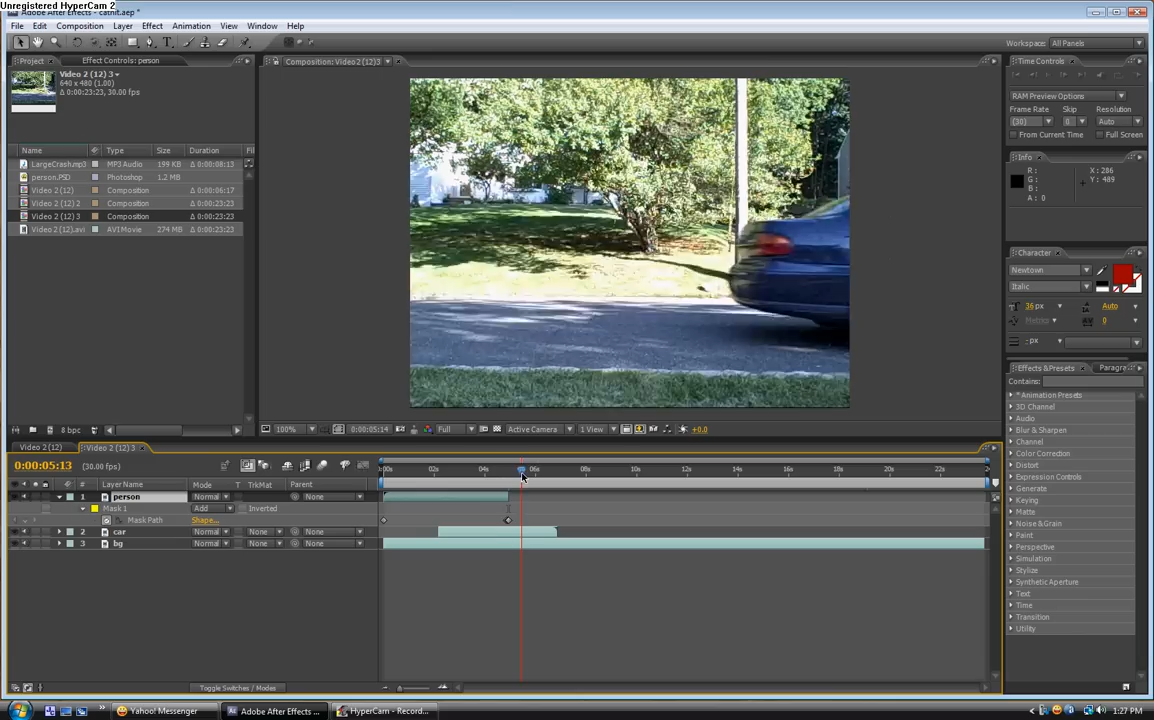 Unregistered HyperCam 2
Adobe After Effects - cathit.aep *
File Edit Composition Layer Effect Animation View Window Help
Workspace: All Panels
Project Effect Controls: person
Composition: Video 2 (12) 3
Time Controls
Video 2 (12) 3
640 x 480 (1.00)
Δ 0:00:23:23, 30.00 fps
RAM Preview Options
Frame Rate Skip Resolution
(30) 0 Auto
From Current Time Full Screen
Name Type Size Duration Fil
LargeCrash.mp3 MP3 Audio 199 KB Δ 0:00:08:13
person.PSD Photoshop 1.2 MB
Video 2 (12) Composition Δ 0:00:06:17
Video 2 (12) 2 Composition Δ 0:00:23:23
Video 2 (12) 3 Composition Δ 0:00:23:23
Video 2 (12).avi AVI Movie 274 MB Δ 0:00:23:23
Info
R :
G :
B :
A : 0
X : 286
Y : 489
Character
Newtown
Italic
36 px Auto
Metrics 0
- px
Effects & Presets Paragra
Contains:
* Animation Presets
3D Channel
Audio
Blur & Sharpen
Channel
Color Correction
Distort
Expression Controls
Generate
Keying
Matte
Noise & Grain
Paint
Perspective
Simulation
Stylize
Synthetic Aperture
Text
Time
Transition
Utility
8 bpc
100% 0:00:05:14 Full Active Camera 1 View +0.0
Video 2 (12) Video 2 (12) 3
0:00:05:13 (30.00 fps)
02s 04s 06s 08s 10s 12s 14s 16s 18s 20s 22s
# Layer Name Mode T TrkMat Parent
1 person Normal None
Mask 1 Add Inverted
Mask Path Shape...
2 car Normal None None
3 bg Normal None None
Toggle Switches / Modes
Yahoo! Messenger Adobe After Effects ... HyperCam - Record...
1:27 PM